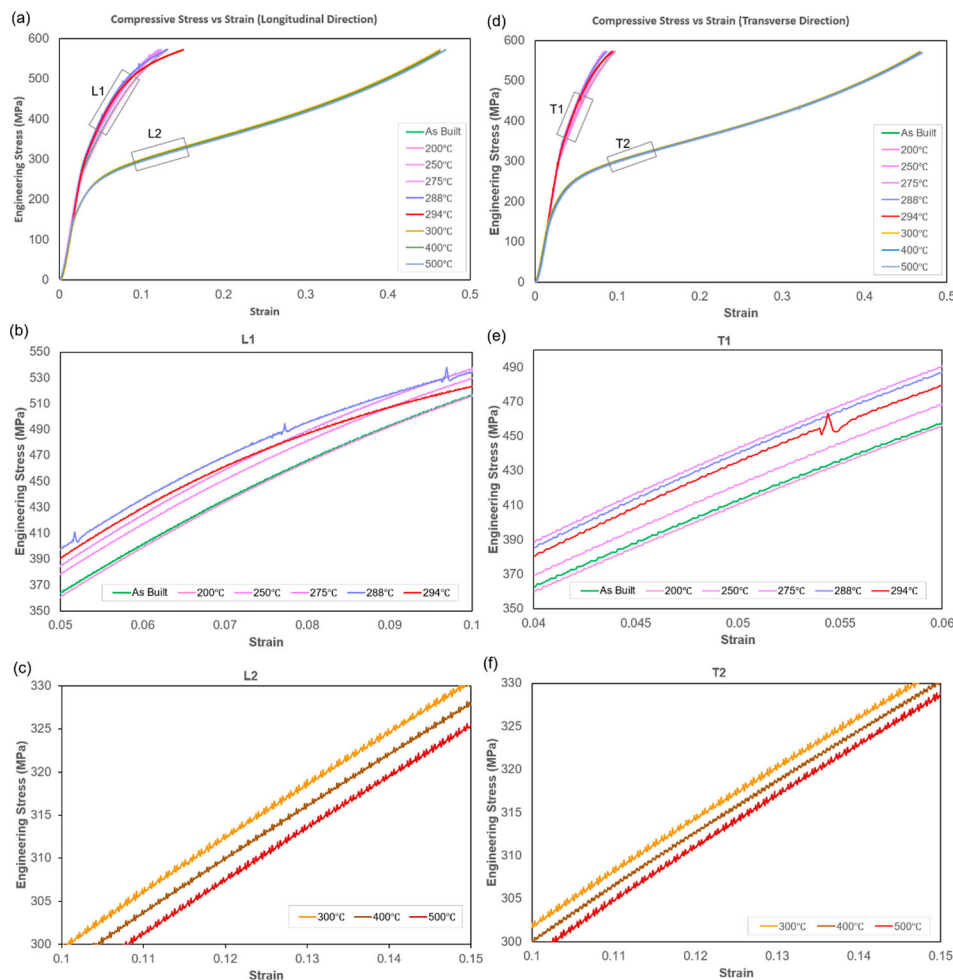 (a)
Compressive Stress vs Strain (Longitudinal Direction)
Engineering Stress (MPa)
600
500
400
300
200
100
0
L1
L2
As Built
200℃
250℃
275℃
288℃
294℃
300℃
400℃
500℃
0
0.1
0.2
0.3
0.4
0.5
Strain
(d)
Compressive Stress vs Strain (Transverse Direction)
Engineering Stress (MPa)
600
500
400
300
200
100
0
T1
T2
As Built
200℃
250℃
275℃
288℃
294℃
300℃
400℃
500℃
0
0.1
0.2
0.3
0.4
0.5
Strain
(b)
L1
Engineering Stress (MPa)
550
530
510
490
470
450
430
410
390
370
350
As Built 200℃ 250℃ 275℃ 288℃ 294℃
0.05 0.06 0.07 0.08 0.09 0.1
Strain
(e)
T1
Engineering Stress (MPa)
490
470
450
430
410
390
370
350
As Built 200℃ 250℃ 275℃ 288℃ 294℃
0.04 0.045 0.05 0.055 0.06
Strain
(c)
L2
Engineering Stress (MPa)
330
325
320
315
310
305
300
300℃ 400℃ 500℃
0.1 0.11 0.12 0.13 0.14 0.15
Strain
(f)
T2
Engineering Stress (MPa)
330
325
320
315
310
305
300
300℃ 400℃ 500℃
0.1 0.11 0.12 0.13 0.14 0.15
Strain